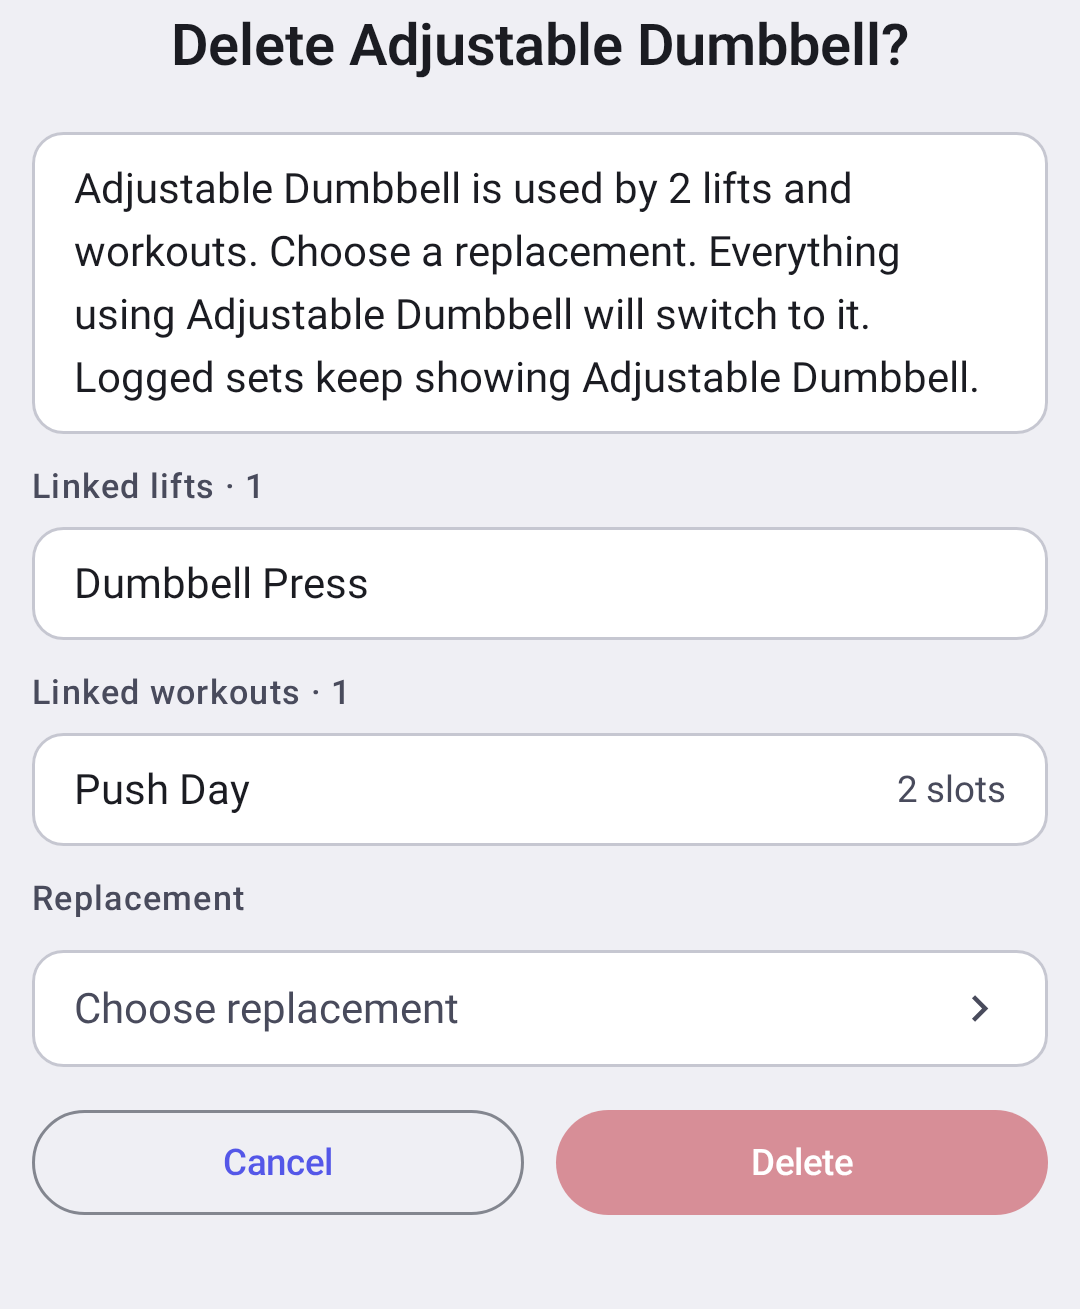 Delete Adjustable Dumbbell?
Adjustable Dumbbell is used by 2 lifts and
workouts. Choose a replacement. Everything
using Adjustable Dumbbell will switch to it.
Logged sets keep showing Adjustable Dumbbell.
Linked lifts · 1
Dumbbell Press
Linked workouts · 1
Push Day 2 slots
Replacement
Choose replacement
Cancel Delete